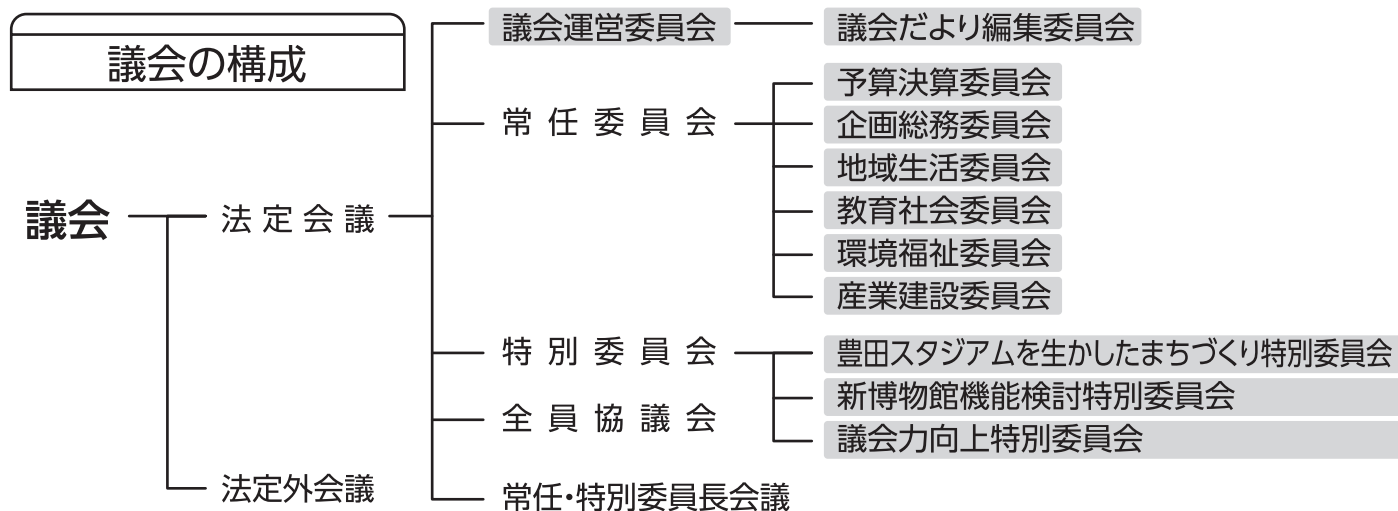 議会の構成
議会
法定会議
法定外会議
議会運営委員会
議会だより編集委員会
常任委員会
予算決算委員会
企画総務委員会
地域生活委員会
教育社会委員会
環境福祉委員会
産業建設委員会
特別委員会
豊田スタジアムを生かしたまちづくり特別委員会
新博物館機能検討特別委員会
議会力向上特別委員会
全員協議会
常任・特別委員長会議